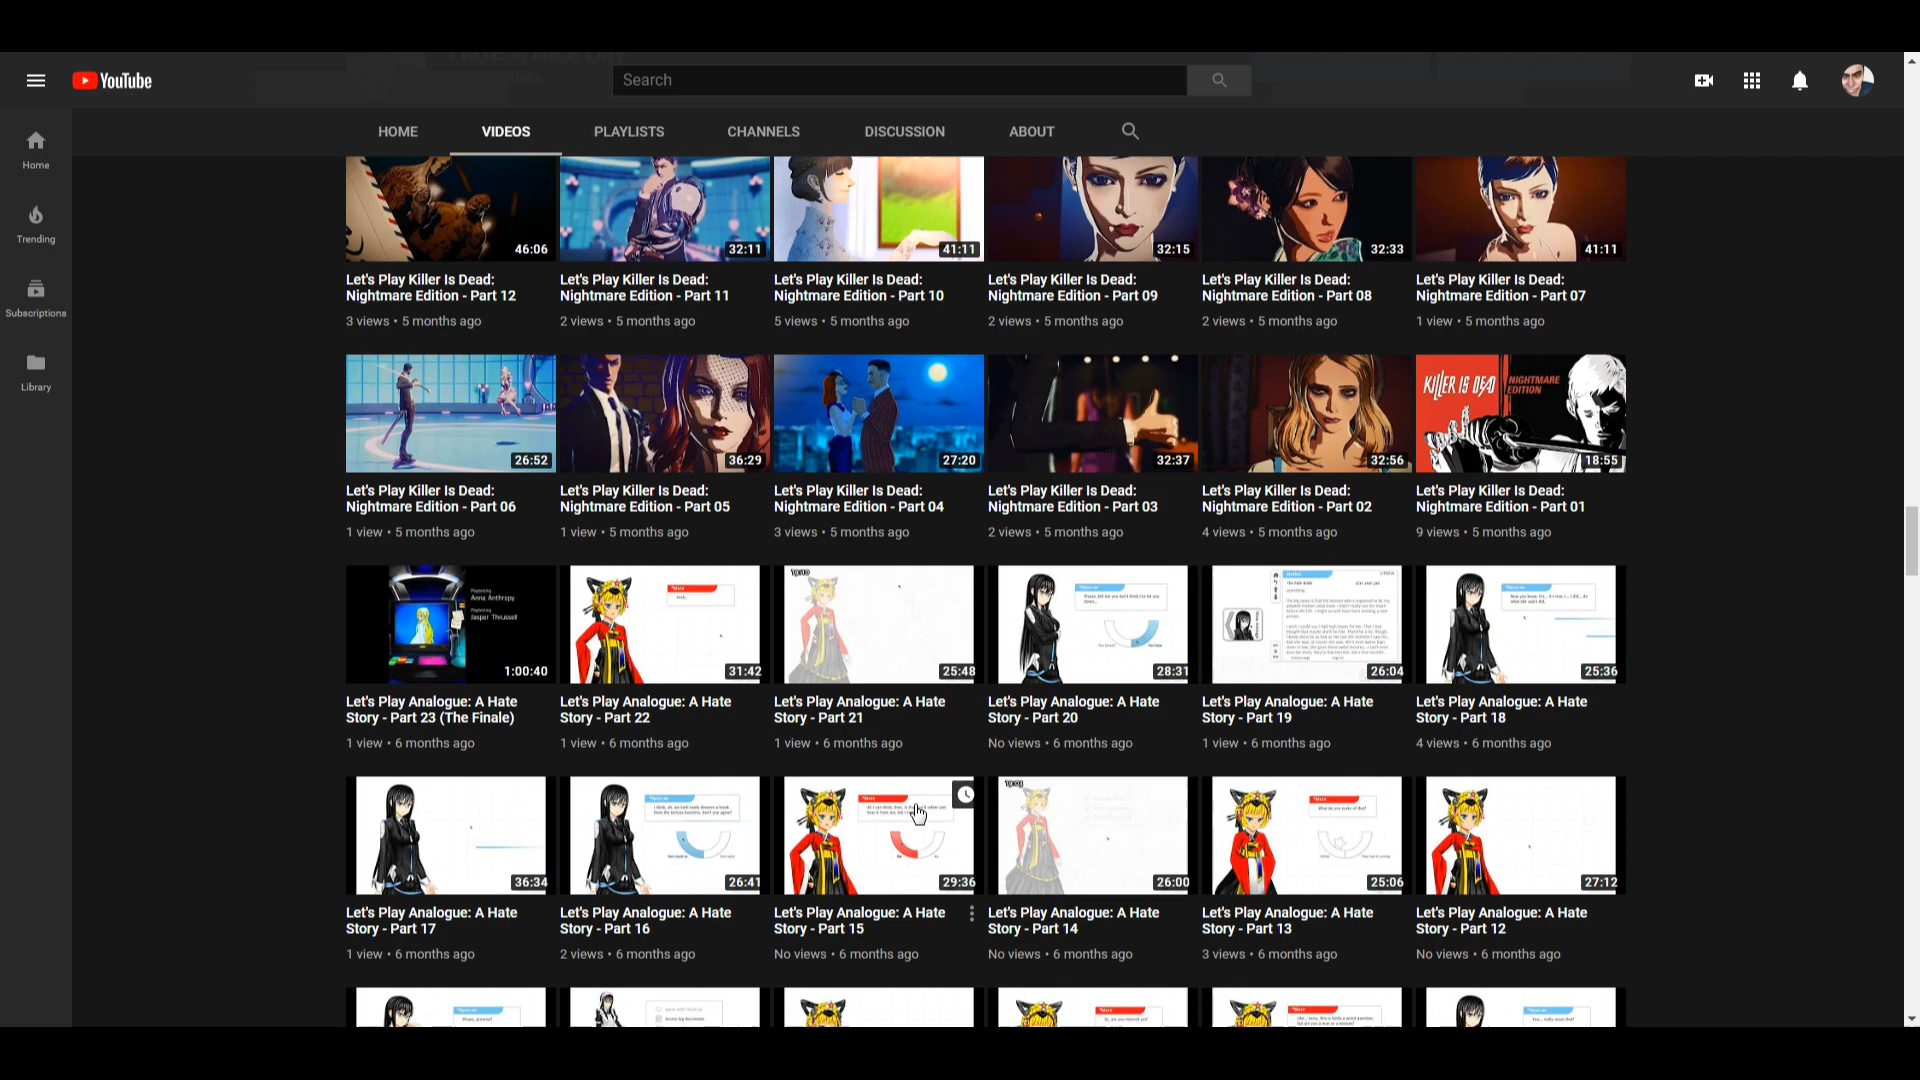 YouTube
Search
HOME VIDEOS PLAYLISTS CHANNELS DISCUSSION ABOUT
Home
Trending
Subscriptions
Library
46:06 32:11 41:11 32:15 32:33 41:11
Let's Play Killer Is Dead: Let's Play Killer Is Dead: Let's Play Killer Is Dead: Let's Play Killer Is Dead: Let's Play Killer Is Dead: Let's Play Killer Is Dead:
Nightmare Edition - Part 12 Nightmare Edition - Part 11 Nightmare Edition - Part 10 Nightmare Edition - Part 09 Nightmare Edition - Part 08 Nightmare Edition - Part 07
3 views • 5 months ago 2 views • 5 months ago 5 views • 5 months ago 2 views • 5 months ago 2 views • 5 months ago 1 view • 5 months ago
KILLER IS DEAD NIGHTMARE
EDITION
26:52 36:29 27:20 32:37 32:56 18:55
Let's Play Killer Is Dead: Let's Play Killer Is Dead: Let's Play Killer Is Dead: Let's Play Killer Is Dead: Let's Play Killer Is Dead: Let's Play Killer Is Dead:
Nightmare Edition - Part 06 Nightmare Edition - Part 05 Nightmare Edition - Part 04 Nightmare Edition - Part 03 Nightmare Edition - Part 02 Nightmare Edition - Part 01
1 view • 5 months ago 1 view • 5 months ago 3 views • 5 months ago 2 views • 5 months ago 4 views • 5 months ago 9 views • 5 months ago
Anna Anthropy
Jasper Theussell
1:00:40 31:42 25:48 28:31 26:04 25:36
Let's Play Analogue: A Hate Let's Play Analogue: A Hate Let's Play Analogue: A Hate Let's Play Analogue: A Hate Let's Play Analogue: A Hate Let's Play Analogue: A Hate
Story - Part 23 (The Finale) Story - Part 22 Story - Part 21 Story - Part 20 Story - Part 19 Story - Part 18
1 view • 6 months ago 1 view • 6 months ago 1 view • 6 months ago No views • 6 months ago 1 view • 6 months ago 4 views • 6 months ago
36:34 26:41 29:36 26:00 25:06 27:12
Let's Play Analogue: A Hate Let's Play Analogue: A Hate Let's Play Analogue: A Hate Let's Play Analogue: A Hate Let's Play Analogue: A Hate Let's Play Analogue: A Hate
Story - Part 17 Story - Part 16 Story - Part 15 Story - Part 14 Story - Part 13 Story - Part 12
1 view • 6 months ago 2 views • 6 months ago No views • 6 months ago No views • 6 months ago 3 views • 6 months ago No views • 6 months ago